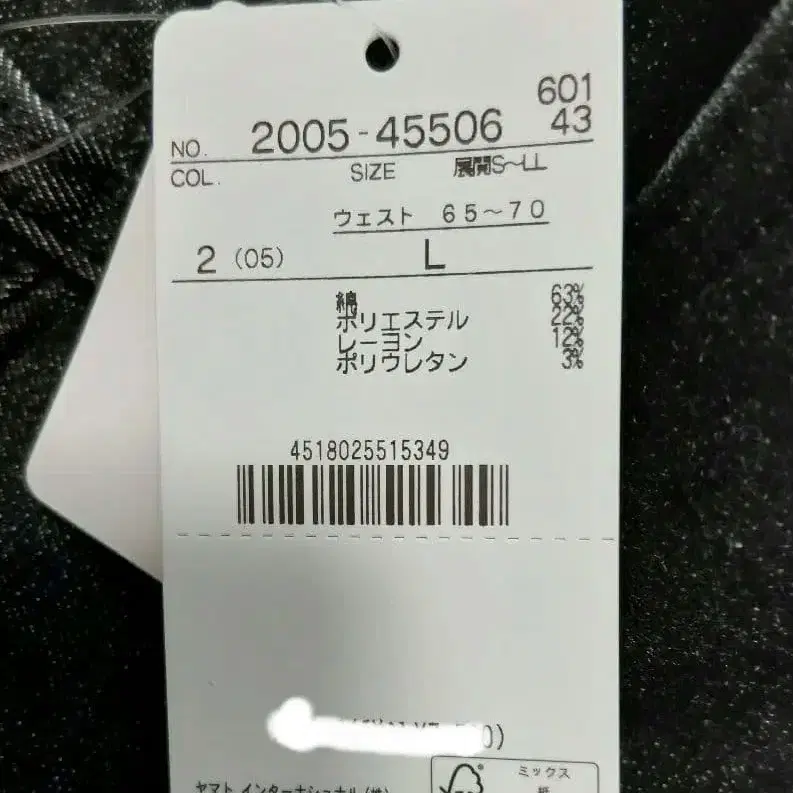 601
NO. 2005-45506 43
COL. SIZE 展開S〜LL
ウェスト 65〜70
2 (05) L
綿 63%
ポリエステル 22%
レーヨン 12%
ポリウレタン 3%
4518025515349
0)
ミックス
紙
ヤマト インターナショナル(株)